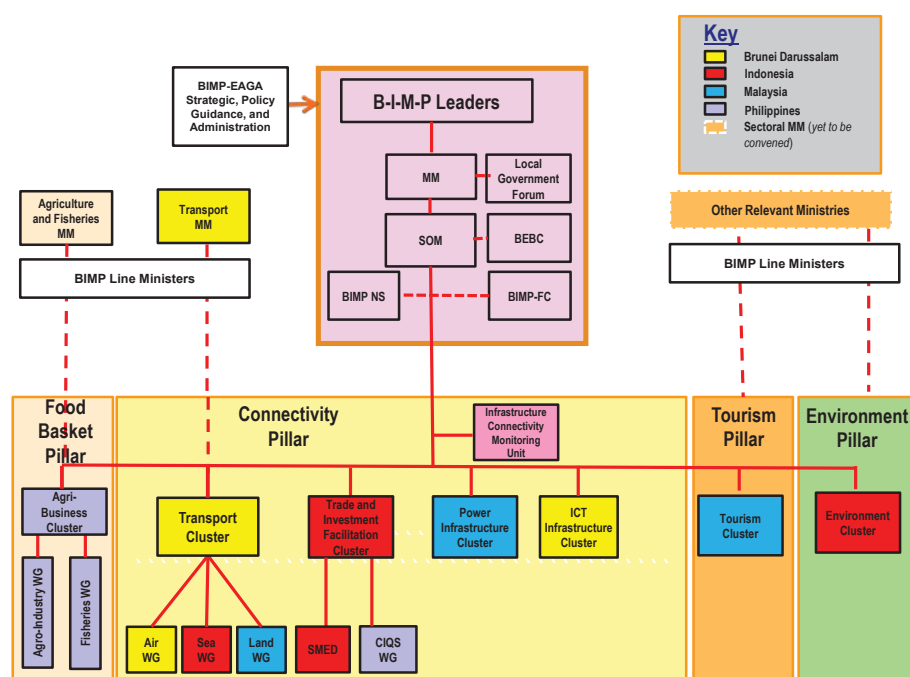 Key
Brunei Darussalam
Indonesia
Malaysia
Philippines
Sectoral MM (yet to be
convened)
BIMP-EAGA
Strategic, Policy
Guidance, and
Administration
B-I-M-P Leaders
MM
Local
Government
Forum
SOM
BEBC
BIMP NS
BIMP-FC
Agriculture
and Fisheries
MM
Transport
MM
BIMP Line Ministers
Other Relevant Ministries
BIMP Line Ministers
Food
Basket
Pillar
Connectivity
Pillar
Infrastructure
Connectivity
Monitoring
Unit
Tourism
Pillar
Environment
Pillar
Agri-
Business
Cluster
Transport
Cluster
Trade and
Investment
Facilitation
Cluster
Power
Infrastructure
Cluster
ICT
Infrastructure
Cluster
Tourism
Cluster
Environment
Cluster
Agro-Industry WG
Fisheries WG
Air
WG
Sea
WG
Land
WG
SMED
CIQS
WG